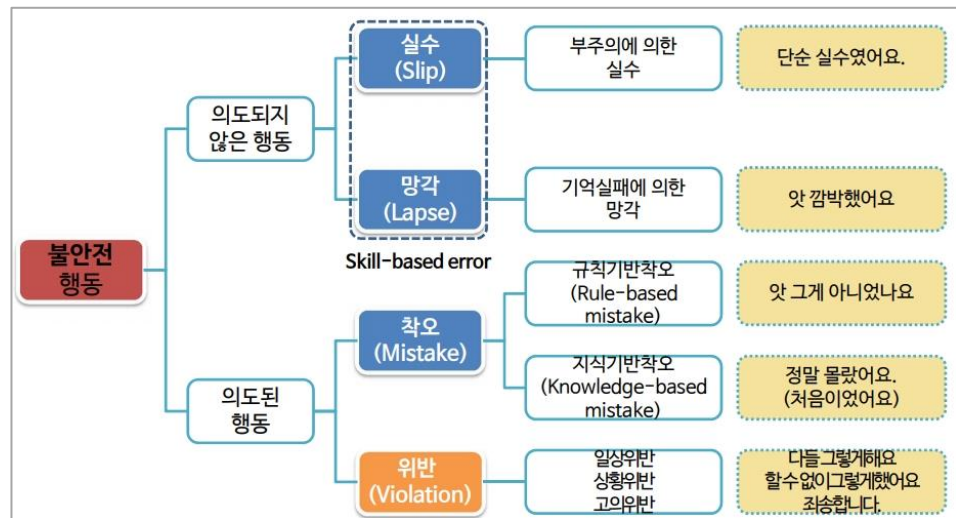 실수
(Slip)
부주의에 의한
실수
단순 실수였어요.
의도되지
않은 행동
망각
(Lapse)
기억실패에 의한
망각
앗 깜박했어요
Skill-based error
불안전
행동
착오
(Mistake)
규칙기반착오
(Rule-based
mistake)
앗 그게 아니었나요
지식기반착오
(Knowledge-based
mistake)
정말 몰랐어요.
(처음이었어요)
의도된
행동
위반
(Violation)
일상위반
상황위반
고의위반
다들 그렇게해요
할수 없이그렇게했어요
죄송합니다.